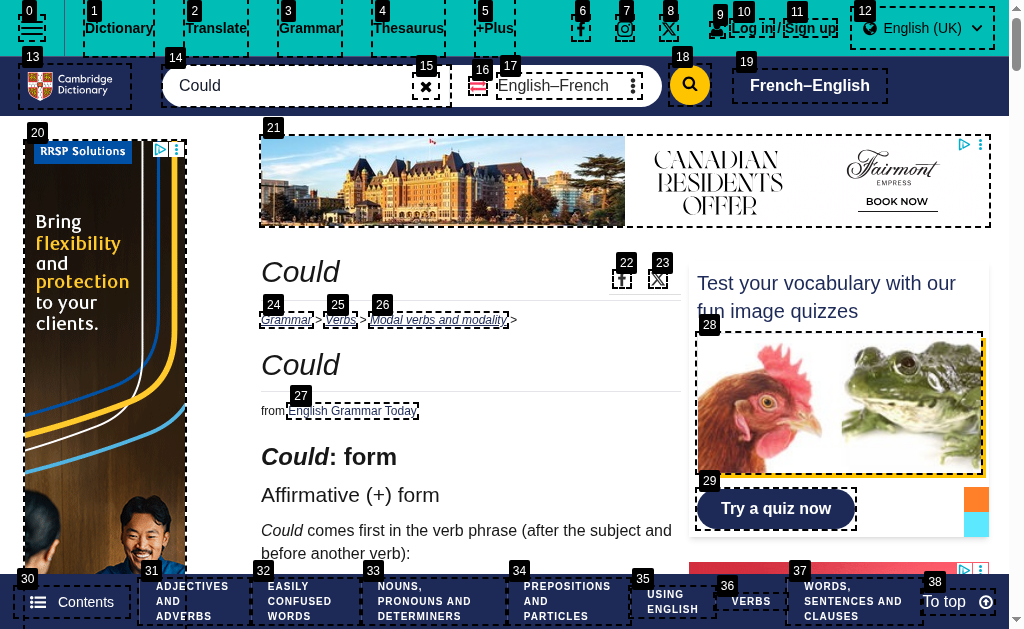 0 1 2 3 4 5 6 7 8 9 10 11 12
Dictionary Translate Grammar Thesaurus +Plus Log in / Sign up English (UK)
13 14 15 16 17 18 19
Cambridge
Dictionary
Could
English–French
French–English
20 21
RRSP Solutions
Bring
flexibility
and
protection
to your
clients.
CANADIAN
RESIDENTS
OFFER
Fairmont
EMPRESS
BOOK NOW
Could
22 23
24 25 26
Grammar > Verbs > Modal verbs and modality >
Could
27
from English Grammar Today
Could: form
Affirmative (+) form
Could comes first in the verb phrase (after the subject and
before another verb):
Test your vocabulary with our
fun image quizzes
28
29
Try a quiz now
30 31 32 33 34 35 36 37 38
Contents
ADJECTIVES
AND
ADVERBS
EASILY
CONFUSED
WORDS
NOUNS,
PRONOUNS AND
DETERMINERS
PREPOSITIONS
AND
PARTICLES
USING
ENGLISH
VERBS
WORDS,
SENTENCES AND
CLAUSES
To top